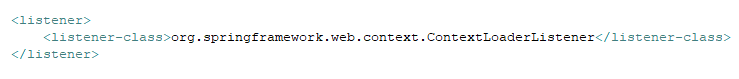 <listener>
    <listener-class>org.springframework.web.context.ContextLoaderListener</listener-class>
</listener>